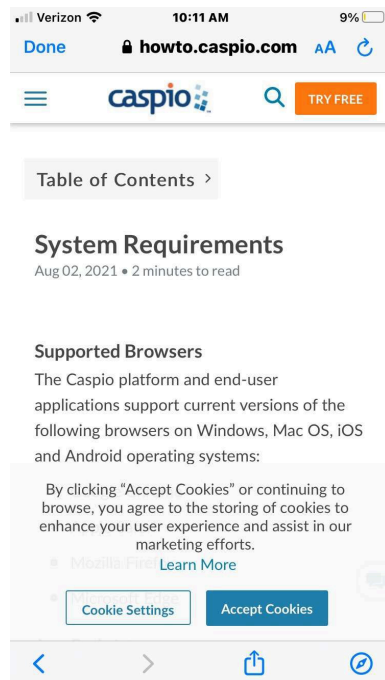 Verizon 10:11 AM 9%
Done howto.caspio.com AA
caspio TRY FREE
Table of Contents >
System Requirements
Aug 02, 2021 • 2 minutes to read
Supported Browsers
The Caspio platform and end-user
applications support current versions of the
following browsers on Windows, Mac OS, iOS
and Android operating systems:
By clicking “Accept Cookies” or continuing to
browse, you agree to the storing of cookies to
enhance your user experience and assist in our
marketing efforts.
Learn More
• Mozilla Firef
• Microsoft Edge
Cookie Settings Accept Cookies